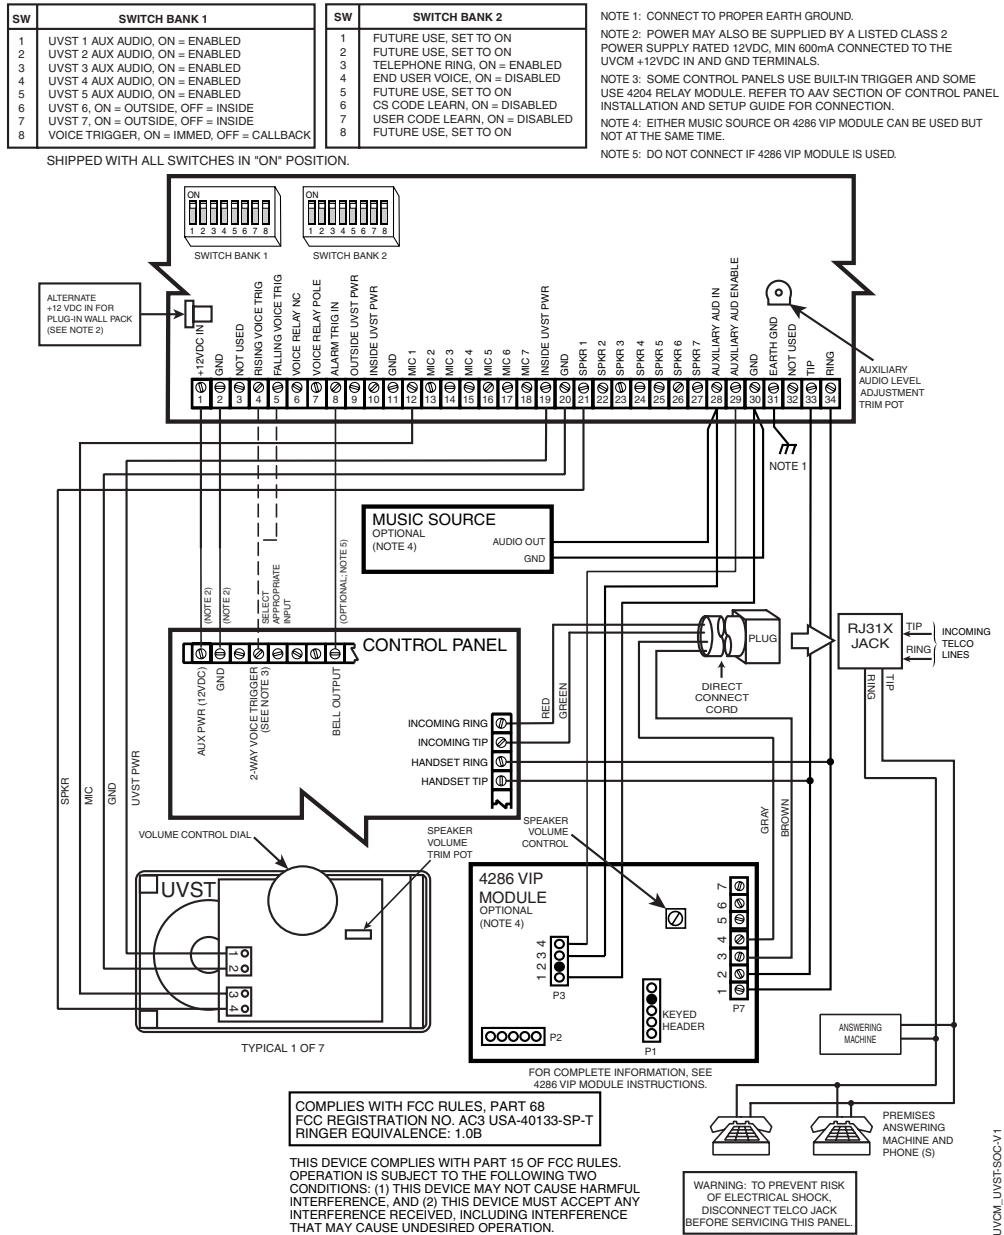 SW SWITCH BANK 1
1 UVST 1 AUX AUDIO, ON = ENABLED
2 UVST 2 AUX AUDIO, ON = ENABLED
3 UVST 3 AUX AUDIO, ON = ENABLED
4 UVST 4 AUX AUDIO, ON = ENABLED
5 UVST 5 AUX AUDIO, ON = ENABLED
6 UVST 6, ON = OUTSIDE, OFF = INSIDE
7 UVST 7, ON = OUTSIDE, OFF = INSIDE
8 VOICE TRIGGER, ON = IMMED, OFF = CALLBACK
SW SWITCH BANK 2
1 FUTURE USE, SET TO ON
2 FUTURE USE, SET TO ON
3 TELEPHONE RING, ON = ENABLED
4 END USER VOICE, ON = DISABLED
5 FUTURE USE, SET TO ON
6 CS CODE LEARN, ON = DISABLED
7 USER CODE LEARN, ON = DISABLED
8 FUTURE USE, SET TO ON
SHIPPED WITH ALL SWITCHES IN "ON" POSITION.
NOTE 1: CONNECT TO PROPER EARTH GROUND.
NOTE 2: POWER MAY ALSO BE SUPPLIED BY A LISTED CLASS 2
POWER SUPPLY RATED 12VDC, MIN 600mA CONNECTED TO THE
UVCM +12VDC IN AND GND TERMINALS.
NOTE 3: SOME CONTROL PANELS USE BUILT-IN TRIGGER AND SOME
USE 4204 RELAY MODULE. REFER TO AAV SECTION OF CONTROL PANEL
INSTALLATION AND SETUP GUIDE FOR CONNECTION.
NOTE 4: EITHER MUSIC SOURCE OR 4286 VIP MODULE CAN BE USED BUT
NOT AT THE SAME TIME.
NOTE 5: DO NOT CONNECT IF 4286 VIP MODULE IS USED.
ON
1 2 3 4 5 6 7 8
SWITCH BANK 1
ON
1 2 3 4 5 6 7 8
SWITCH BANK 2
ALTERNATE
+12 VDC IN FOR
PLUG-IN WALL PACK
(SEE NOTE 2)
+12VDC IN
GND
NOT USED
RISING VOICE TRIG
FALLING VOICE TRIG
VOICE RELAY NC
VOICE RELAY POLE
ALARM TRIG IN
OUTSIDE UVST PWR
INSIDE UVST PWR
GND
MIC 1
MIC 2
MIC 3
MIC 4
MIC 5
MIC 6
MIC 7
INSIDE UVST PWR
GND
SPKR 1
SPKR 2
SPKR 3
SPKR 4
SPKR 5
SPKR 6
SPKR 7
AUXILIARY AUD IN
AUXILIARY AUD ENABLE
GND
EARTH GND
NOT USED
TIP
RING
1 2 3 4 5 6 7 8 9 10 11 12 13 14 15 16 17 18 19 20 21 22 23 24 25 26 27 28 29 30 31 32 33 34
AUXILIARY
AUDIO LEVEL
ADJUSTMENT
TRIM POT
NOTE 1
MUSIC SOURCE
OPTIONAL
(NOTE 4)
AUDIO OUT
GND
(NOTE 2)
(NOTE 2)
SELECT
APPROPRIATE
INPUT
(OPTIONAL; NOTE 5)
CONTROL PANEL
AUX PWR (12VDC)
GND
2-WAY VOICE TRIGGER
(SEE NOTE 3)
BELL OUTPUT
INCOMING RING
INCOMING TIP
HANDSET RING
HANDSET TIP
RED
GREEN
PLUG
DIRECT
CONNECT
CORD
RJ31X
JACK
TIP
RING
INCOMING
TELCO
LINES
RING
TIP
SPKR
MIC
GND
UVST PWR
GRAY
BROWN
VOLUME CONTROL DIAL
SPEAKER
VOLUME
TRIM POT
SPEAKER
VOLUME
CONTROL
UVST
1
2
3
4
TYPICAL 1 OF 7
4286 VIP
MODULE
OPTIONAL
(NOTE 4)
1 2 3 4
P3
P2
KEYED
HEADER
P1
1 2 3 4 5 6 7
P7
FOR COMPLETE INFORMATION, SEE
4286 VIP MODULE INSTRUCTIONS.
ANSWERING
MACHINE
PREMISES
ANSWERING
MACHINE AND
PHONE (S)
COMPLIES WITH FCC RULES, PART 68
FCC REGISTRATION NO. AC3 USA-40133-SP-T
RINGER EQUIVALENCE: 1.0B
THIS DEVICE COMPLIES WITH PART 15 OF FCC RULES.
OPERATION IS SUBJECT TO THE FOLLOWING TWO
CONDITIONS: (1) THIS DEVICE MAY NOT CAUSE HARMFUL
INTERFERENCE, AND (2) THIS DEVICE MUST ACCEPT ANY
INTERFERENCE RECEIVED, INCLUDING INTERFERENCE
THAT MAY CAUSE UNDESIRED OPERATION.
WARNING: TO PREVENT RISK
OF ELECTRICAL SHOCK,
DISCONNECT TELCO JACK
BEFORE SERVICING THIS PANEL.
UVCM_UVST-SOC-V1